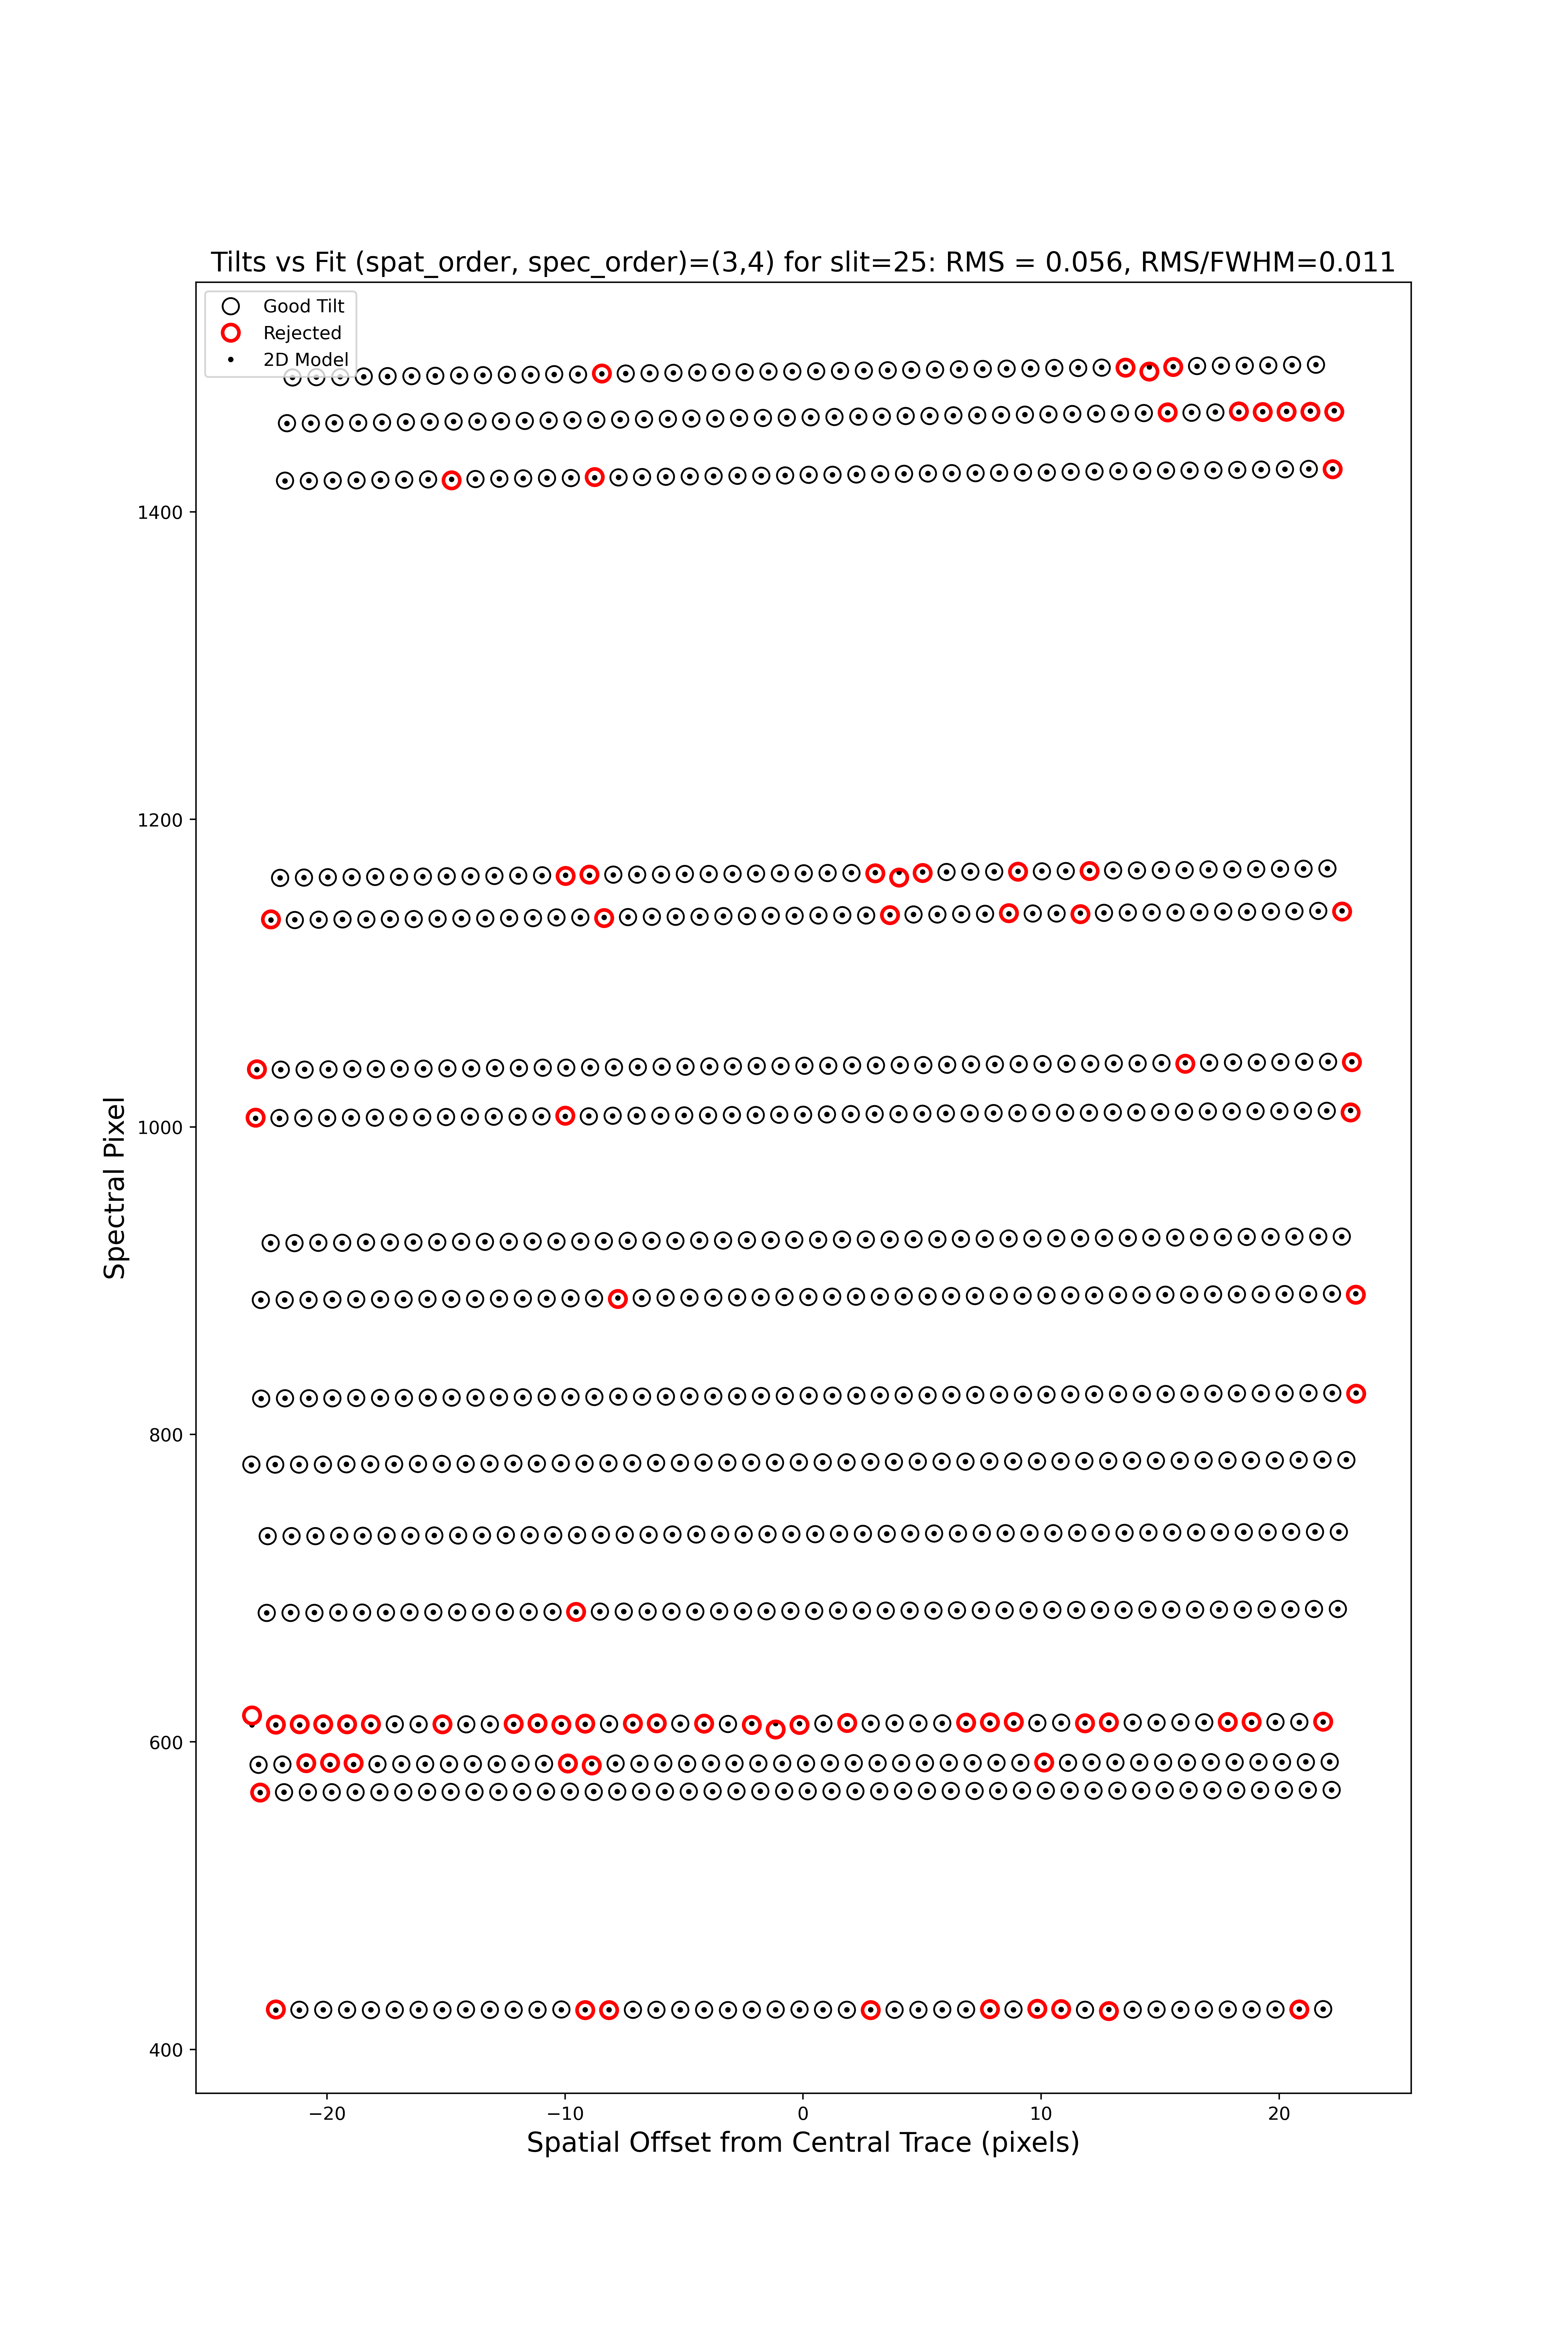 Tilts vs Fit (spat_order, spec_order)=(3,4) for slit=25: RMS = 0.056, RMS/FWHM=0.011
Good Tilt
Rejected
2D Model
1400
1200
1000
800
600
400
Spectral Pixel
−20
−10
0
10
20
Spatial Offset from Central Trace (pixels)